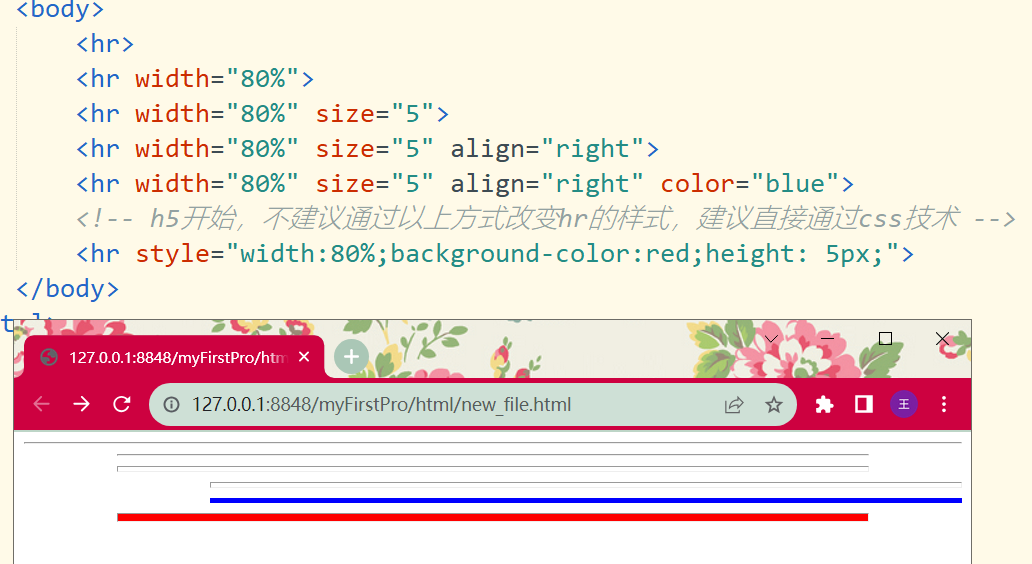 <body>
<hr>
<hr width="80%">
<hr width="80%" size="5">
<hr width="80%" size="5" align="right">
<hr width="80%" size="5" align="right" color="blue">
<!-- h5开始，不建议通过以上方式改变hr的样式，建议直接通过css技术 -->
<hr style="width:80%;background-color:red;height: 5px;">
</body>
127.0.0.1:8848/myFirstPro/htm
127.0.0.1:8848/myFirstPro/html/new_file.html
王